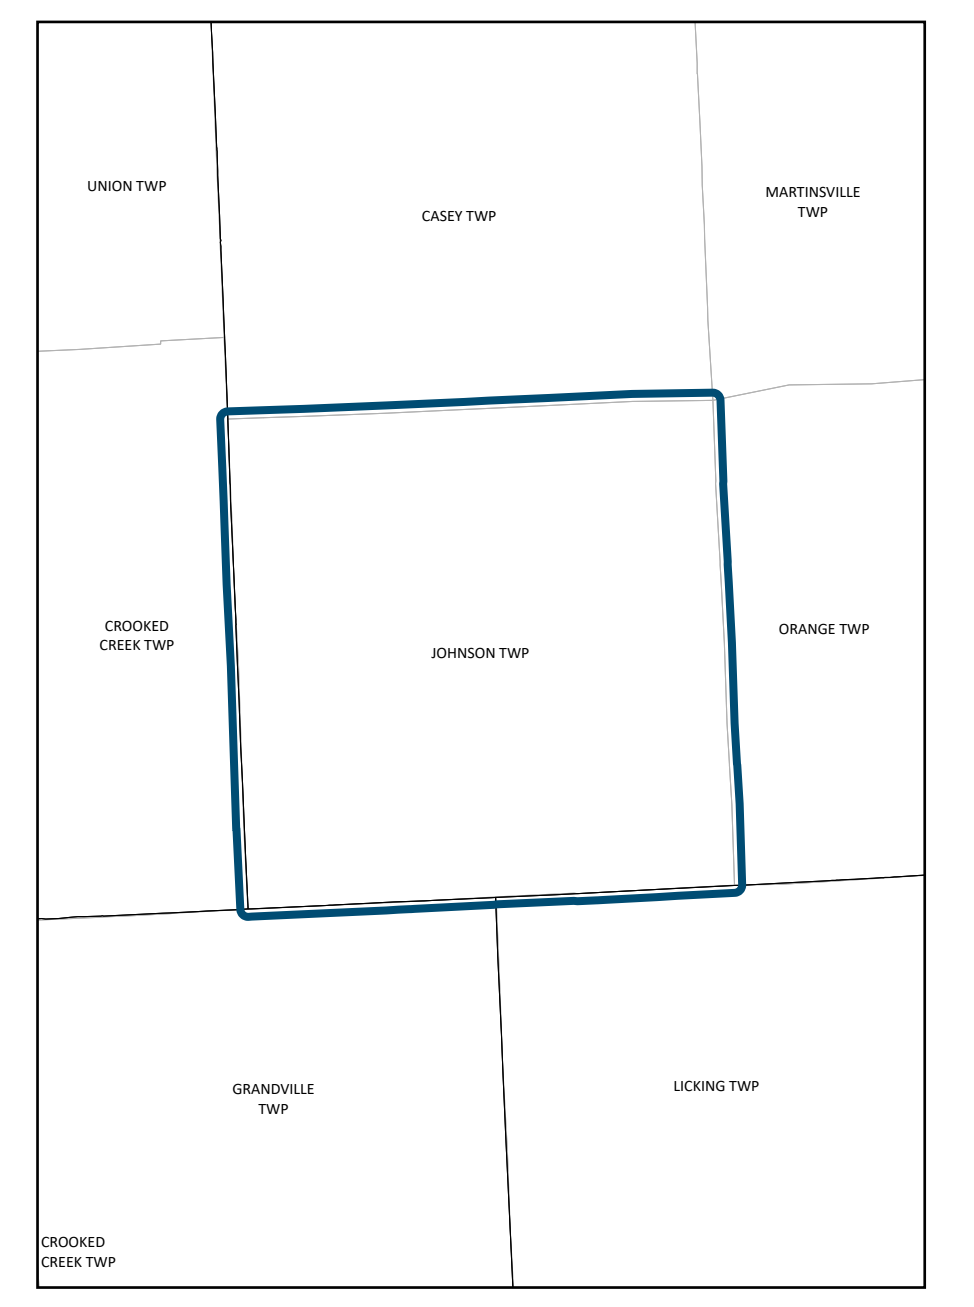 UNION TWP
CASEY TWP
MARTINSVILLE
TWP
CROOKED
CREEK TWP
JOHNSON TWP
ORANGE TWP
GRANDVILLE
TWP
LICKING TWP
CROOKED
CREEK TWP